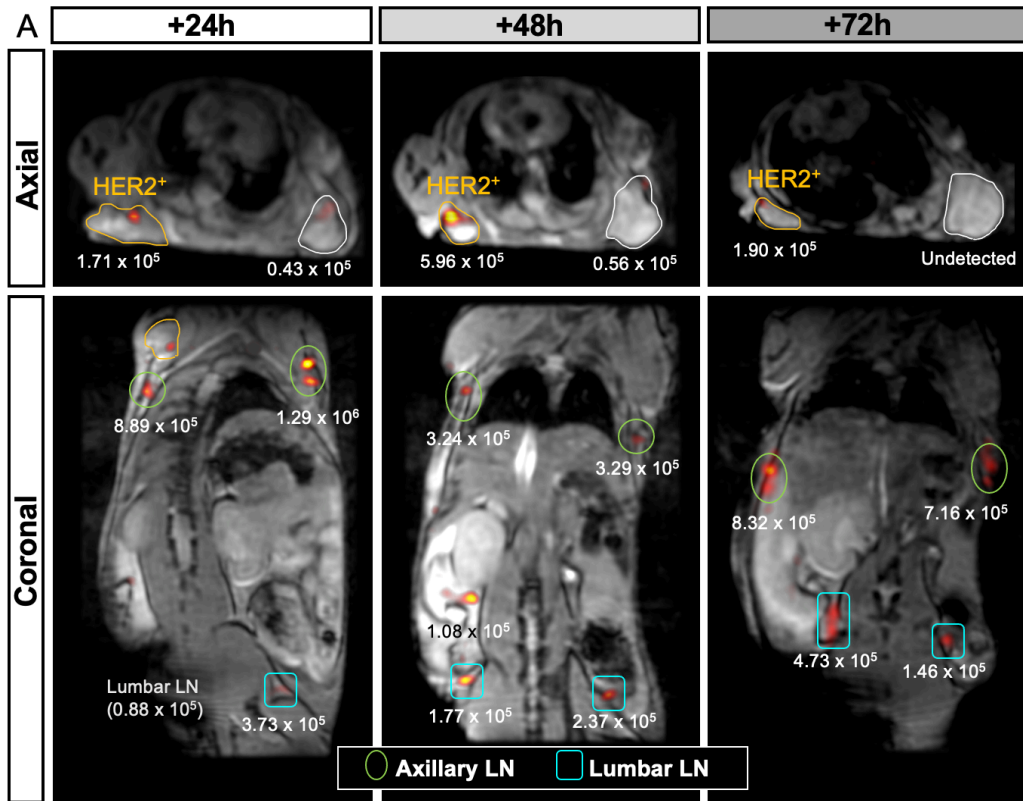 A
+24h
+48h
+72h
Axial
HER2⁺
1.71 x 10⁵
0.43 x 10⁵
HER2⁺
5.96 x 10⁵
0.56 x 10⁵
HER2⁺
1.90 x 10⁵
Undetected
Coronal
8.89 x 10⁵
1.29 x 10⁶
Lumbar LN
(0.88 x 10⁵)
3.73 x 10⁵
3.24 x 10⁵
3.29 x 10⁵
1.08 x 10⁵
1.77 x 10⁵
2.37 x 10⁵
8.32 x 10⁵
7.16 x 10⁵
4.73 x 10⁵
1.46 x 10⁵
Axillary LN
Lumbar LN